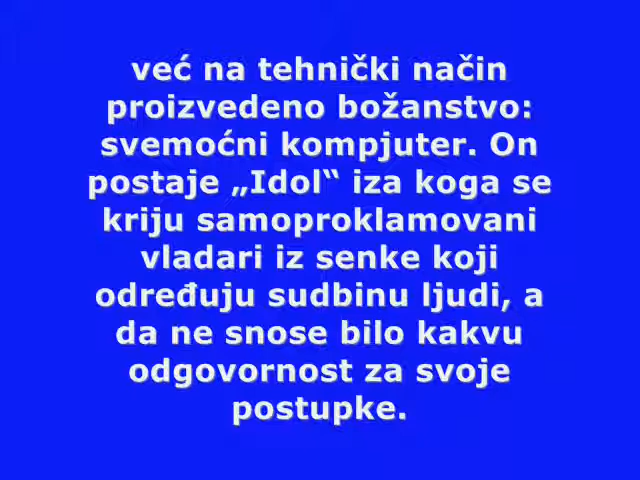 već na tehnički način
proizvedeno božanstvo:
svemoćni kompjuter. On
postaje „Idol“ iza koga se
kriju samoproklamovani
vladari iz senke koji
određuju sudbinu ljudi, a
da ne snose bilo kakvu
odgovornost za svoje
postupke.